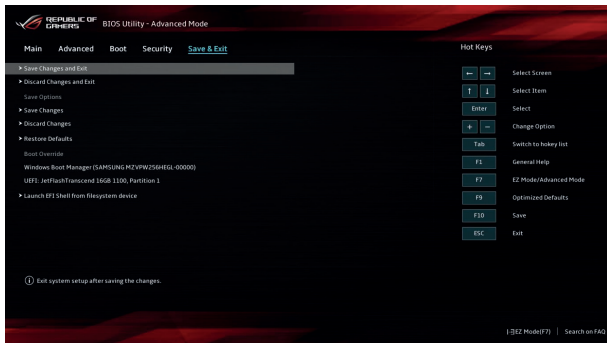 REPUBLIC OF GAMERS BIOS Utility - Advanced Mode
Main Advanced Boot Security Save & Exit
Hot Keys
> Save Changes and Exit
> Discard Changes and Exit
Save Options
> Save Changes
> Discard Changes
> Restore Defaults
Boot Override
Windows Boot Manager (SAMSUNG MZVPW256HEGL-00000)
UEFI: JetFlashTranscend 16GB 1100, Partition 1
> Launch EFI Shell from filesystem device
← → Select Screen
↑ ↓ Select Item
Enter Select
+ − Change Option
Tab Switch to hokey list
F1 General Help
F7 EZ Mode/Advanced Mode
F9 Optimized Defaults
F10 Save
ESC Exit
Exit system setup after saving the changes.
EZ Mode(F7) | Search on FAQ